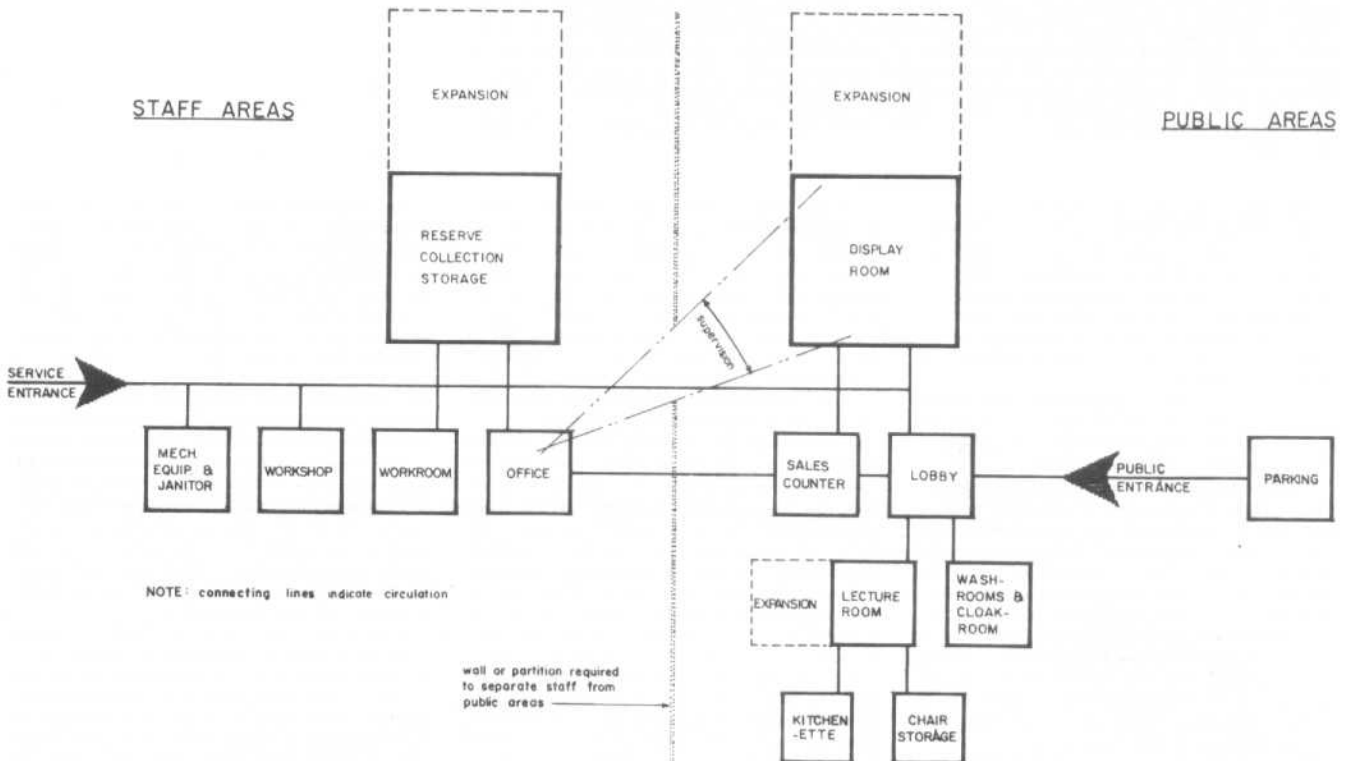 EXPANSION
EXPANSION
STAFF AREAS
PUBLIC AREAS
RESERVE
COLLECTION
STORAGE
DISPLAY
ROOM
supervision
SERVICE
ENTRANCE
MECH.
EQUIP. &
JANITOR
WORKSHOP
WORKROOM
OFFICE
SALES
COUNTER
LOBBY
PUBLIC
ENTRANCE
PARKING
NOTE: connecting lines indicate circulation
EXPANSION
LECTURE
ROOM
WASH-
ROOMS &
CLOAK-
ROOM
wall or partition required
to separate staff from
public areas
KITCHEN
-ETTE
CHAIR
STORAGE